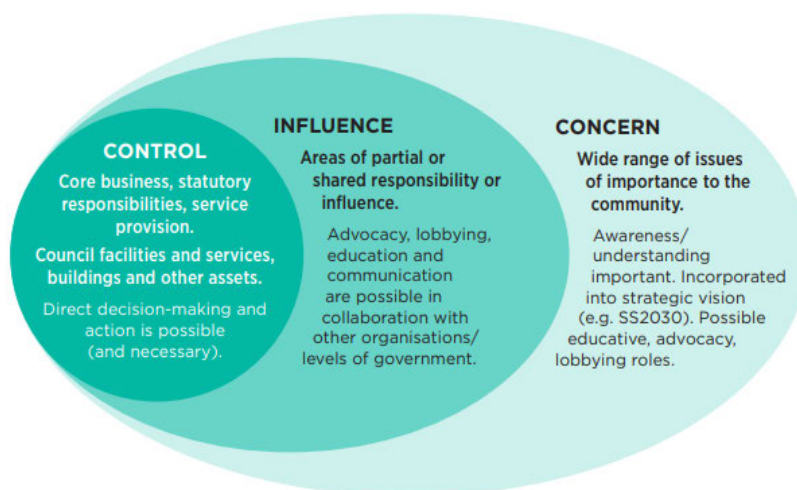 CONTROL
Core business, statutory
responsibilities, service
provision.
Council facilities and services,
buildings and other assets.
Direct decision-making and
action is possible
(and necessary).
INFLUENCE
Areas of partial or
shared responsibility or
influence.
Advocacy, lobbying,
education and
communication
are possible in
collaboration with
other organisations/
levels of government.
CONCERN
Wide range of issues
of importance to the
community.
Awareness/
understanding
important. Incorporated
into strategic vision
(e.g. SS2030). Possible
educative, advocacy,
lobbying roles.